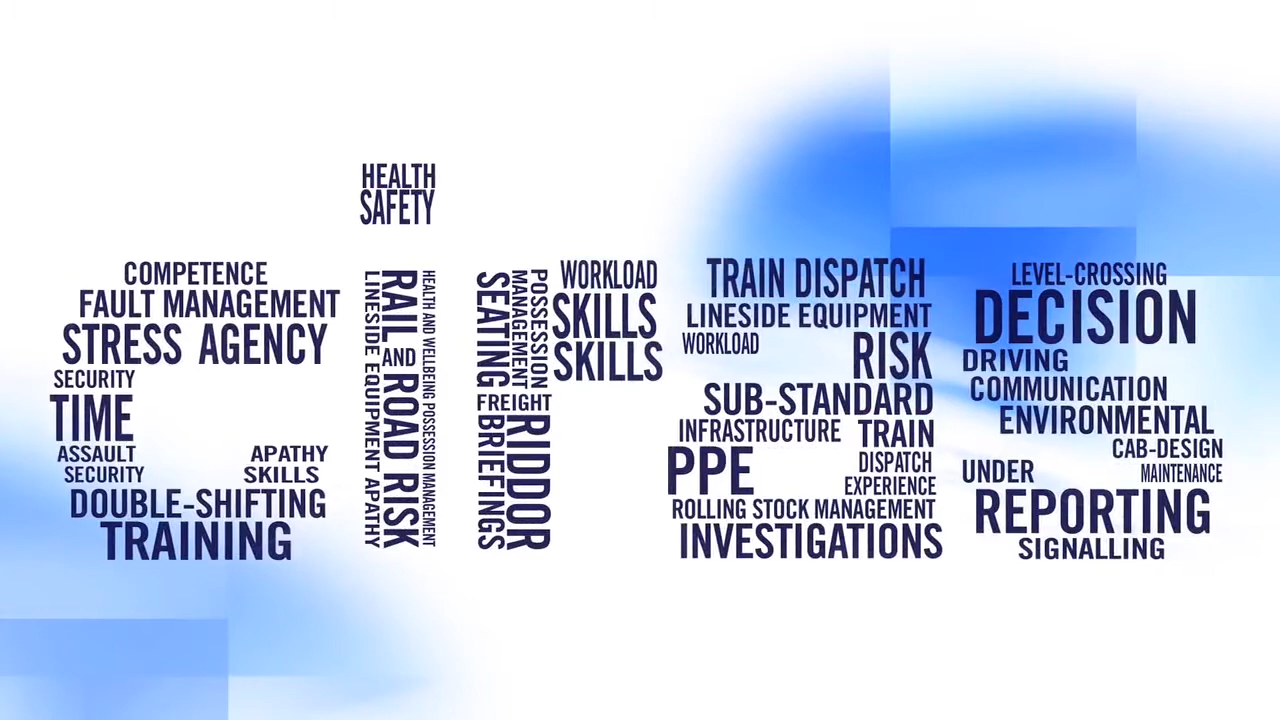 COMPETENCE
FAULT MANAGEMENT
STRESS AGENCY
SECURITY
TIME
ASSAULT
APATHY
SECURITY
SKILLS
DOUBLE-SHIFTING
TRAINING
HEALTH
SAFETY
LINESIDE EQUIPMENT APATHY
RAIL AND ROAD RISK
HEALTH AND WELLBEING POSSESSION MANAGEMENT
SEATING
POSSESSION
MANAGEMENT
FREIGHT
BRIEFINGS
RIDDOR
WORKLOAD
SKILLS
SKILLS
TRAIN DISPATCH
LINESIDE EQUIPMENT
WORKLOAD
RISK
SUB-STANDARD
INFRASTRUCTURE
TRAIN
PPE
DISPATCH
EXPERIENCE
ROLLING STOCK MANAGEMENT
INVESTIGATIONS
LEVEL-CROSSING
DECISION
DRIVING
COMMUNICATION
ENVIRONMENTAL
CAB-DESIGN
UNDER
MAINTENANCE
REPORTING
SIGNALLING